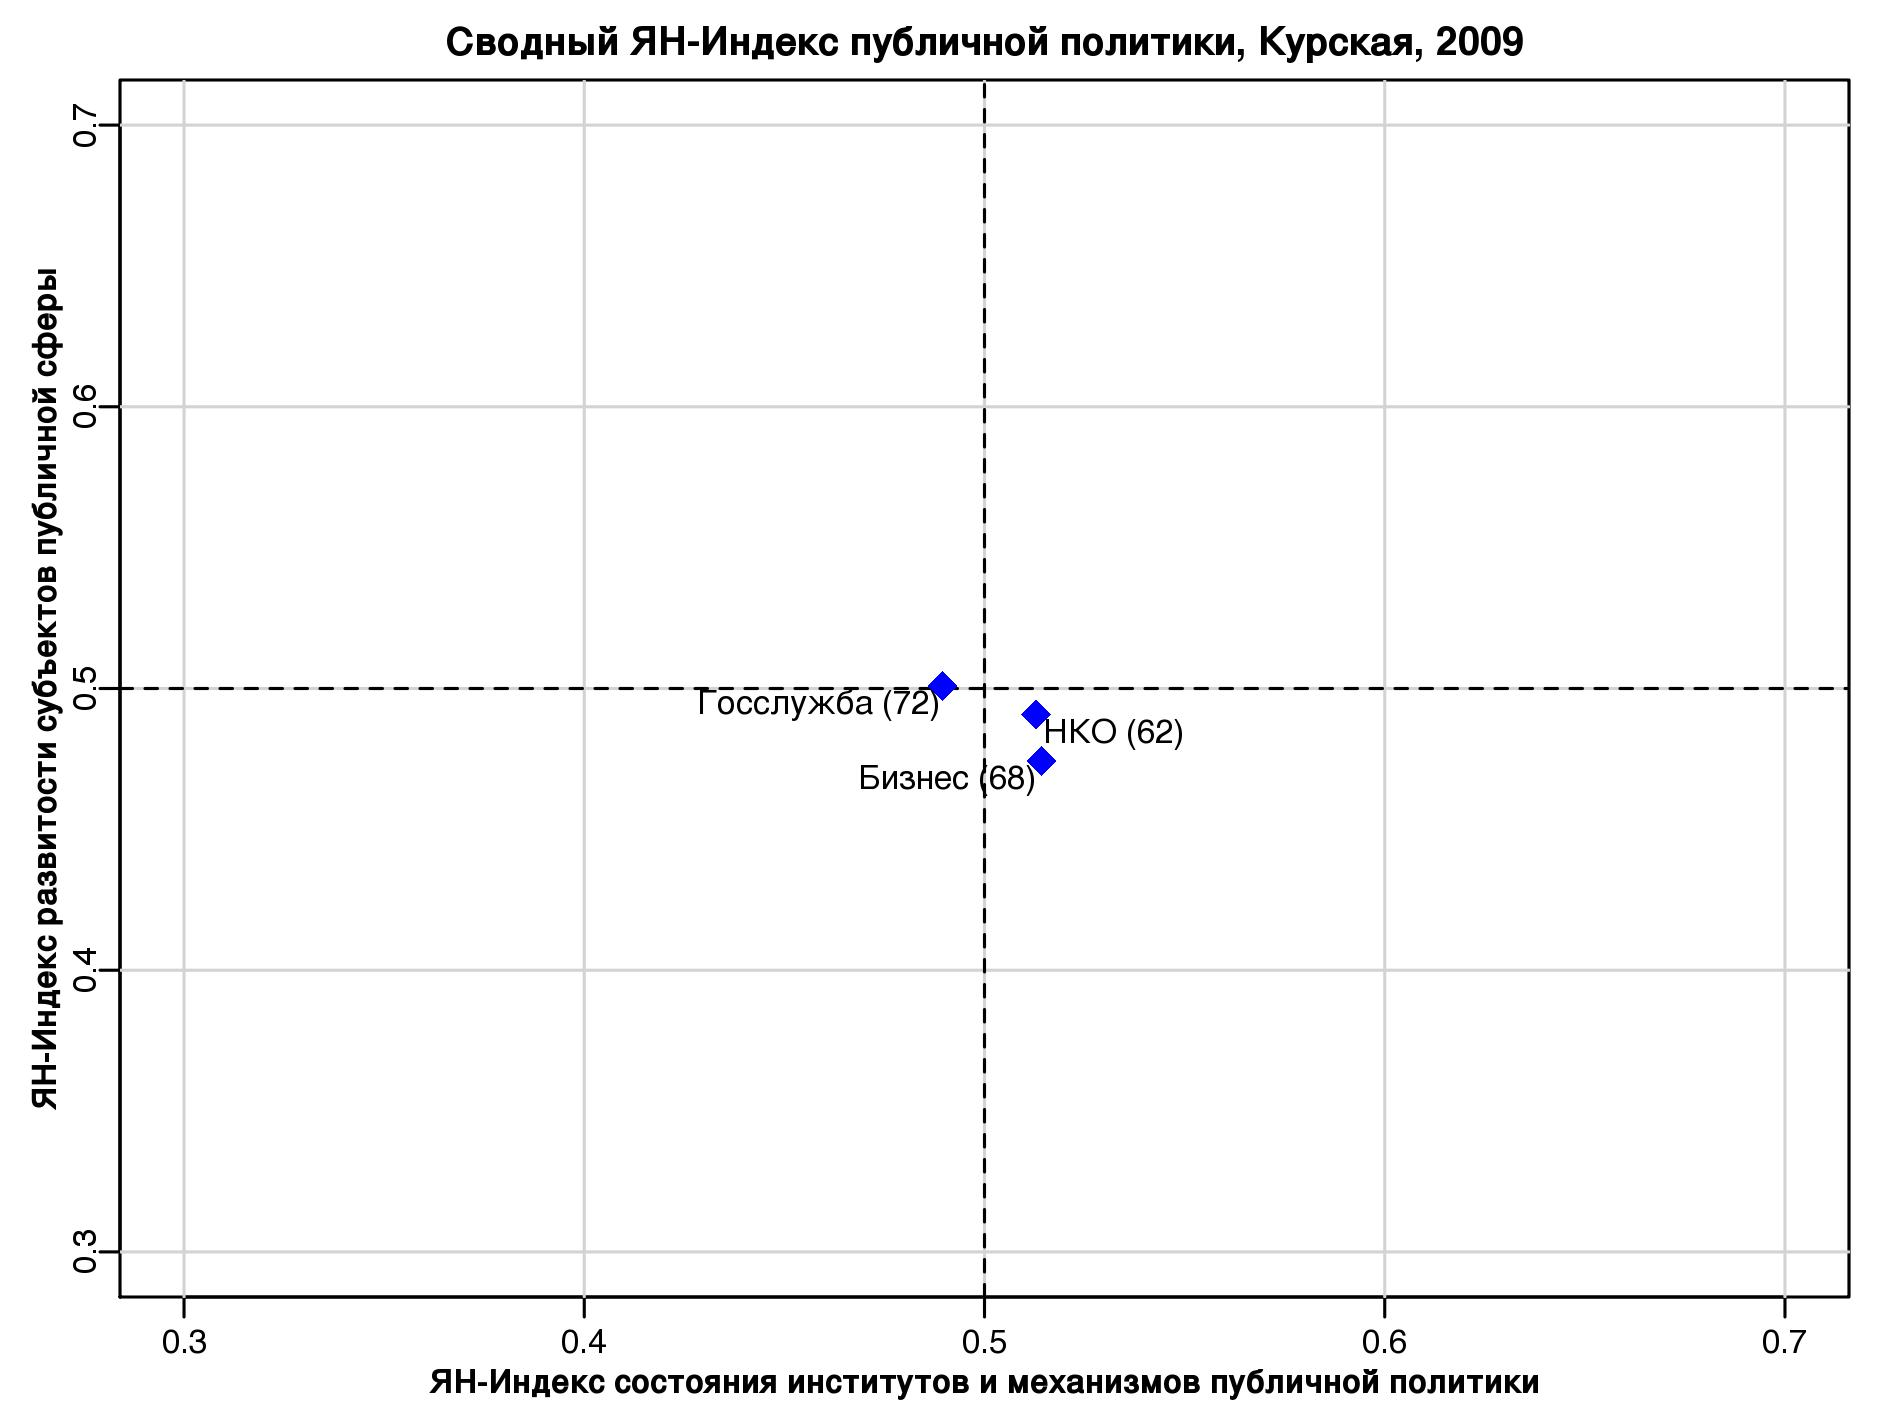 Сводный ЯН-Индекс публичной политики, Курская, 2009
ЯН-Индекс развитости субъектов публичной сферы
0.7
0.6
0.5
0.4
0.3
Госслужба (72)
НКО (62)
Бизнес (68)
0.3
0.4
0.5
0.6
0.7
ЯН-Индекс состояния институтов и механизмов публичной политики